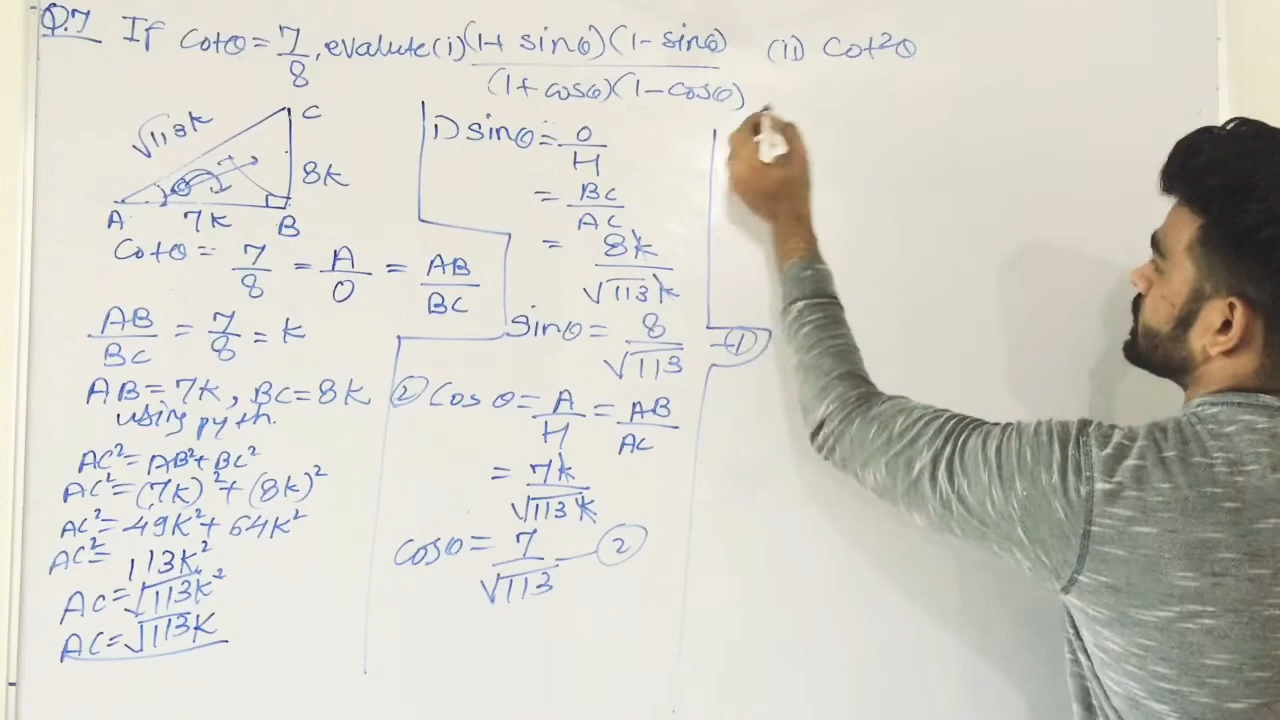 Q.7 If Cotθ = 7/8, evalute (i) (1+ sinθ)(1- sinθ) / (1+cosθ)(1-cosθ) (ii) Cot²θ
√113K
C
8K
θ
A 7K B
Cotθ = 7/8 = A/O = AB/BC
AB/BC = 7/8 = K
AB=7K, BC=8K
using pyth.
AC²=AB²+BC²
AC²=(7K)²+(8K)²
AC²=49K²+64K²
AC²= 113K²
AC=√113K²
AC=√113K
1) sinθ = O/H
= BC/AC
= 8k/√113k
sinθ = 8/√113 -①
② Cosθ = A/H = AB/AC
= 7k/√113k
cosθ = 7/√113 - ②